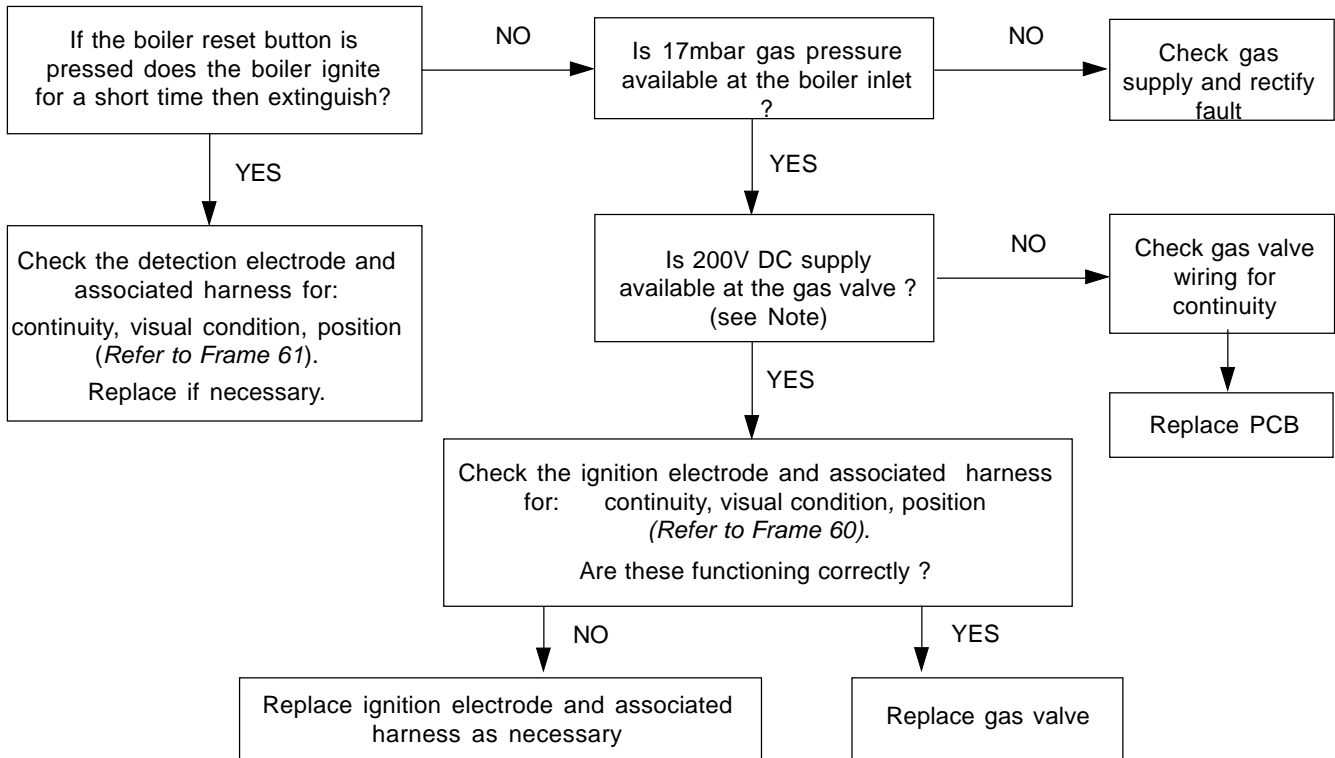 If the boiler reset button is
pressed does the boiler ignite
for a short time then extinguish?
NO
Is 17mbar gas pressure
available at the boiler inlet
?
NO
Check gas
supply and rectify
fault
YES
YES
Check the detection electrode and
associated harness for:
continuity, visual condition, position
(Refer to Frame 61).
Replace if necessary.
Is 200V DC supply
available at the gas valve ?
(see Note)
NO
Check gas valve
wiring for
continuity
YES
Replace PCB
Check the ignition electrode and associated harness
for: continuity, visual condition, position
(Refer to Frame 60).
Are these functioning correctly ?
NO
YES
Replace ignition electrode and associated
harness as necessary
Replace gas valve